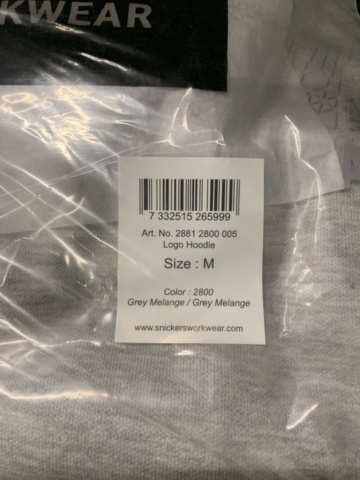 KWEAR
7 332515 265999
Art. No. 2881 2800 005
Logo Hoodie
Size : M
Color : 2800
Grey Melange / Grey Melange
www.snickersworkwear.com